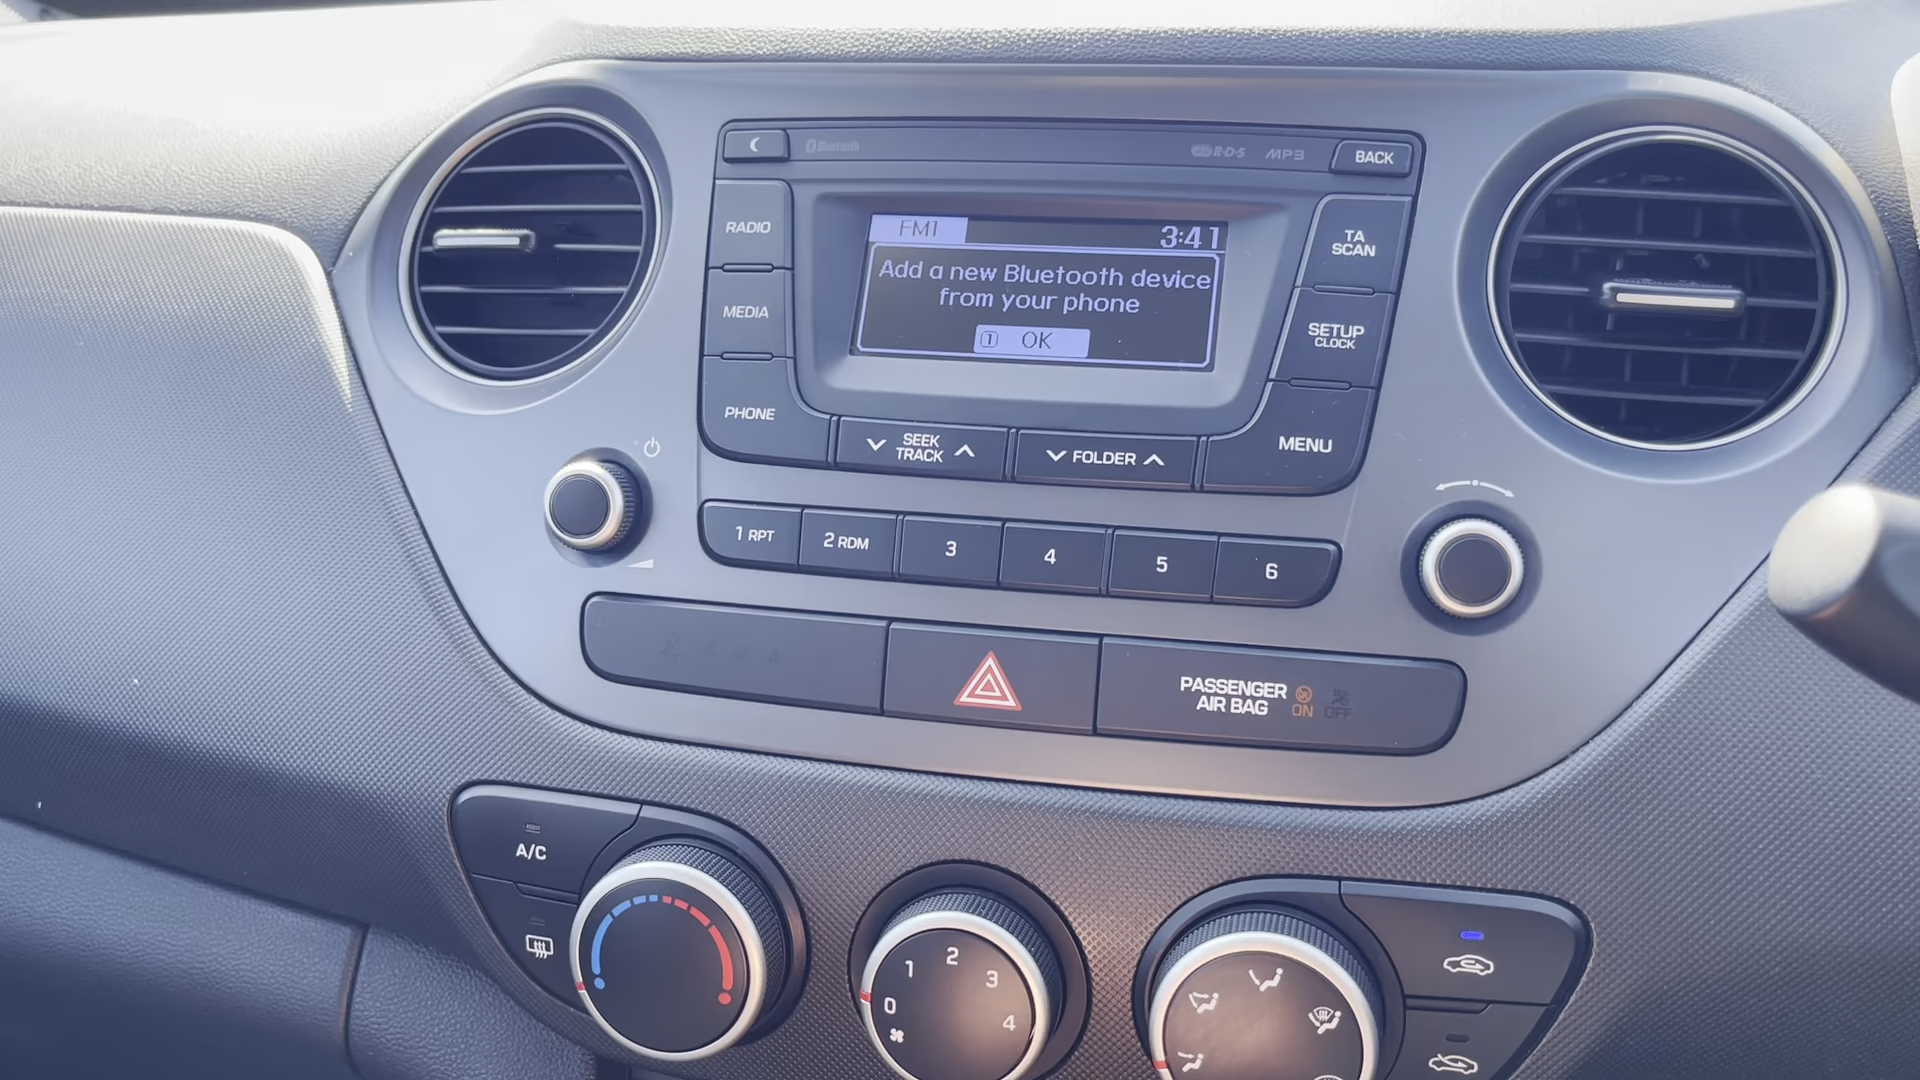 Bluetooth
R·D·S
MP3
BACK
RADIO
FM1
3:41
TA
SCAN
Add a new Bluetooth device
from your phone
1 OK
MEDIA
SETUP
CLOCK
PHONE
SEEK
TRACK
FOLDER
MENU
1 RPT
2 RDM
3
4
5
6
PASSENGER
AIR BAG
ON
OFF
A/C
0
1
2
3
4